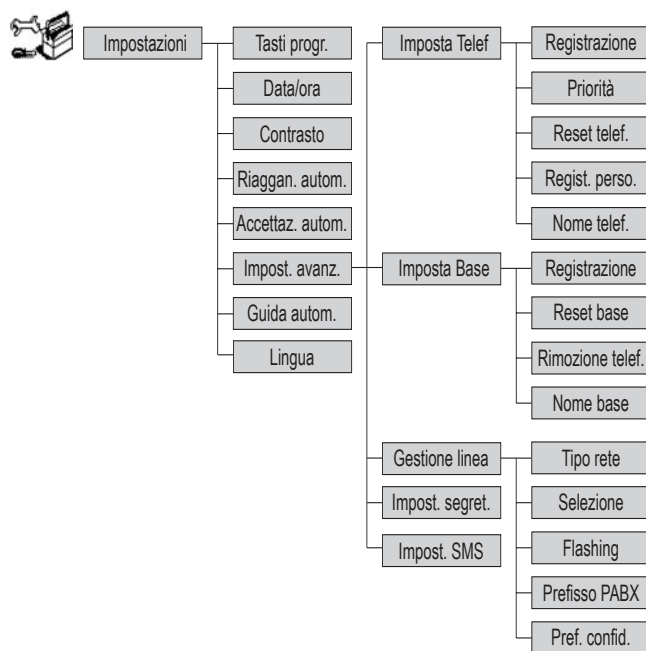 Impostazioni
Tasti progr.
Data/ora
Contrasto
Riaggan. autom.
Accettaz. autom.
Impost. avanz.
Guida autom.
Lingua
Imposta Telef
Registrazione
Priorità
Reset telef.
Regist. perso.
Nome telef.
Imposta Base
Registrazione
Reset base
Rimozione telef.
Nome base
Gestione linea
Tipo rete
Selezione
Flashing
Prefisso PABX
Pref. confid.
Impost. segret.
Impost. SMS